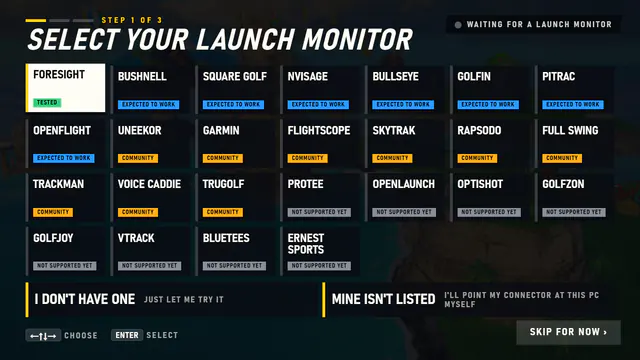 STEP 1 OF 3
SELECT YOUR LAUNCH MONITOR
WAITING FOR A LAUNCH MONITOR
FORESIGHT
TESTED
BUSHNELL
EXPECTED TO WORK
SQUARE GOLF
EXPECTED TO WORK
NVISAGE
EXPECTED TO WORK
BULLSEYE
EXPECTED TO WORK
GOLFIN
EXPECTED TO WORK
PITRAC
EXPECTED TO WORK
OPENFLIGHT
EXPECTED TO WORK
UNEEKOR
COMMUNITY
GARMIN
COMMUNITY
FLIGHTSCOPE
COMMUNITY
SKYTRAK
COMMUNITY
RAPSODO
COMMUNITY
FULL SWING
COMMUNITY
TRACKMAN
COMMUNITY
VOICE CADDIE
COMMUNITY
TRUGOLF
COMMUNITY
PROTEE
NOT SUPPORTED YET
OPENLAUNCH
NOT SUPPORTED YET
OPTISHOT
NOT SUPPORTED YET
GOLFZON
NOT SUPPORTED YET
GOLFJOY
NOT SUPPORTED YET
VTRACK
NOT SUPPORTED YET
BLUETEES
NOT SUPPORTED YET
ERNEST
SPORTS
NOT SUPPORTED YET
I DON'T HAVE ONE JUST LET ME TRY IT
MINE ISN'T LISTED I'LL POINT MY CONNECTOR AT THIS PC
MYSELF
←↑↓→ CHOOSE ENTER SELECT
SKIP FOR NOW ›